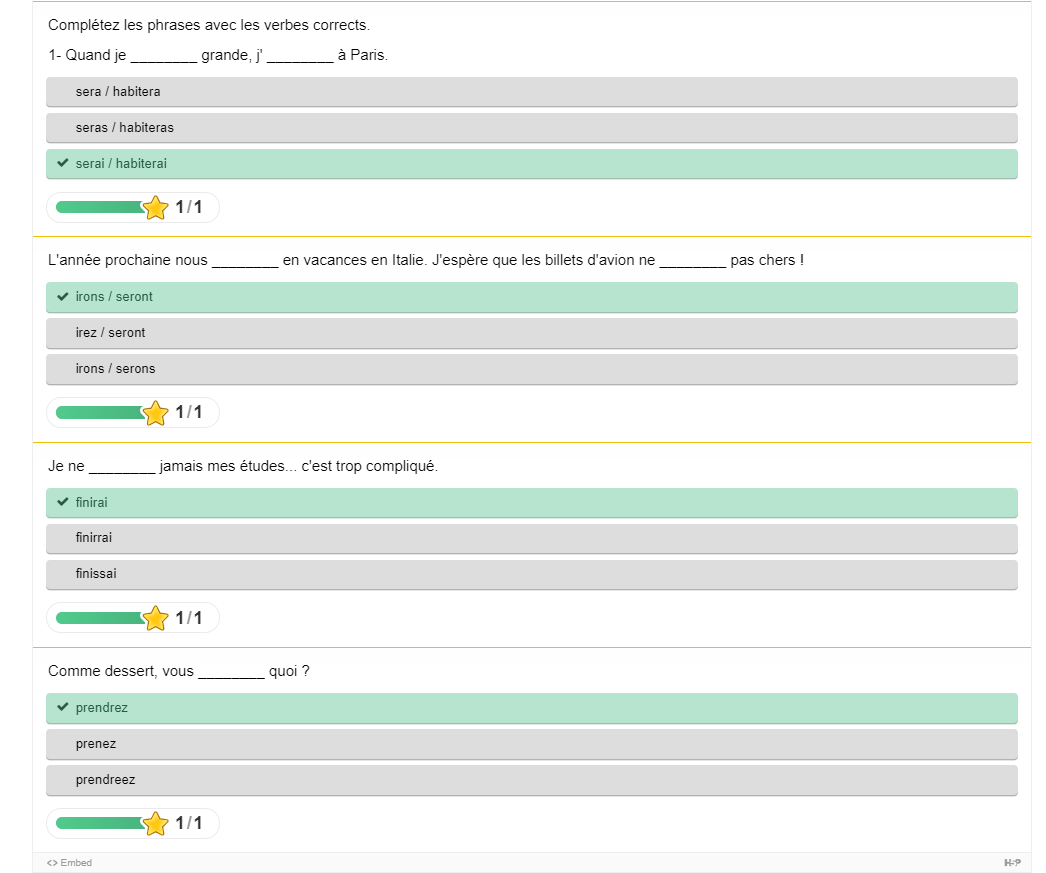 Complétez les phrases avec les verbes corrects.
1- Quand je ________ grande, j' ________ à Paris.
sera / habitera
seras / habiteras
serai / habiterai
1/1
L'année prochaine nous ________ en vacances en Italie. J'espère que les billets d'avion ne ________ pas chers !
irons / seront
irez / seront
irons / serons
1/1
Je ne ________ jamais mes études... c'est trop compliqué.
finirai
finirrai
finissai
1/1
Comme dessert, vous ________ quoi ?
prendrez
prenez
prendreez
1/1
<> Embed H-P